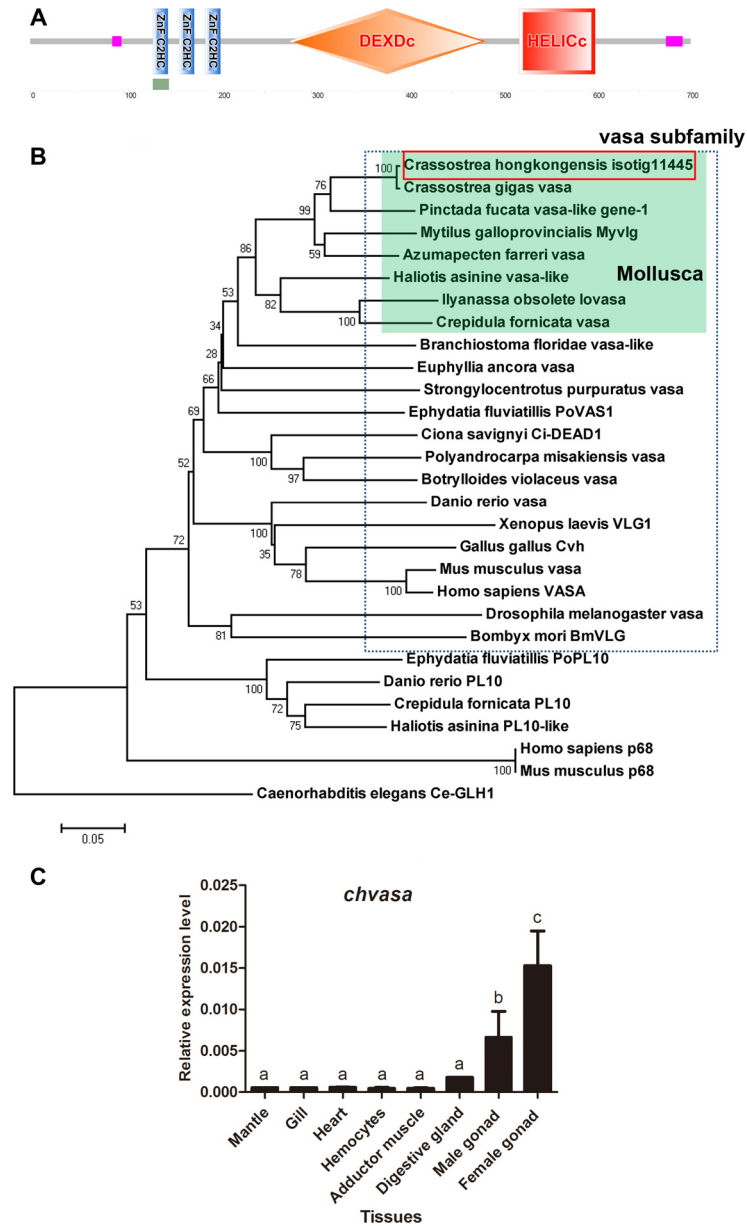 A
ZnF_C2HC ZnF_C2HC ZnF_C2HC
DEXDc
HELICc
0 100 200 300 400 500 600 700
B
vasa subfamily
Crassostrea hongkongensis isotig11445
Crassostrea gigas vasa
Pinctada fucata vasa-like gene-1
Mytilus galloprovincialis Myvlg
Azumapecten farreri vasa
Haliotis asinine vasa-like
Mollusca
Ilyanassa obsolete Iovasa
Crepidula fornicata vasa
Branchiostoma floridae vasa-like
Euphyllia ancora vasa
Strongylocentrotus purpuratus vasa
Ephydatia fluviatillis PoVAS1
Ciona savignyi Ci-DEAD1
Polyandrocarpa misakiensis vasa
Botrylloides violaceus vasa
Danio rerio vasa
Xenopus laevis VLG1
Gallus gallus Cvh
Mus musculus vasa
Homo sapiens VASA
Drosophila melanogaster vasa
Bombyx mori BmVLG
Ephydatia fluviatillis PoPL10
Danio rerio PL10
Crepidula fornicata PL10
Haliotis asinina PL10-like
Homo sapiens p68
Mus musculus p68
Caenorhabditis elegans Ce-GLH1
100
76
99
59
86
82
100
53
34
28
66
69
100
97
52
100
35
78
100
72
81
53
100
72
75
100
0.05
C
chvasa
Relative expression level
0.025
0.020
0.015
0.010
0.005
0.000
a a a a a a b c
Mantle
Gill
Heart
Hemocytes
Adductor muscle
Digestive gland
Male gonad
Female gonad
Tissues